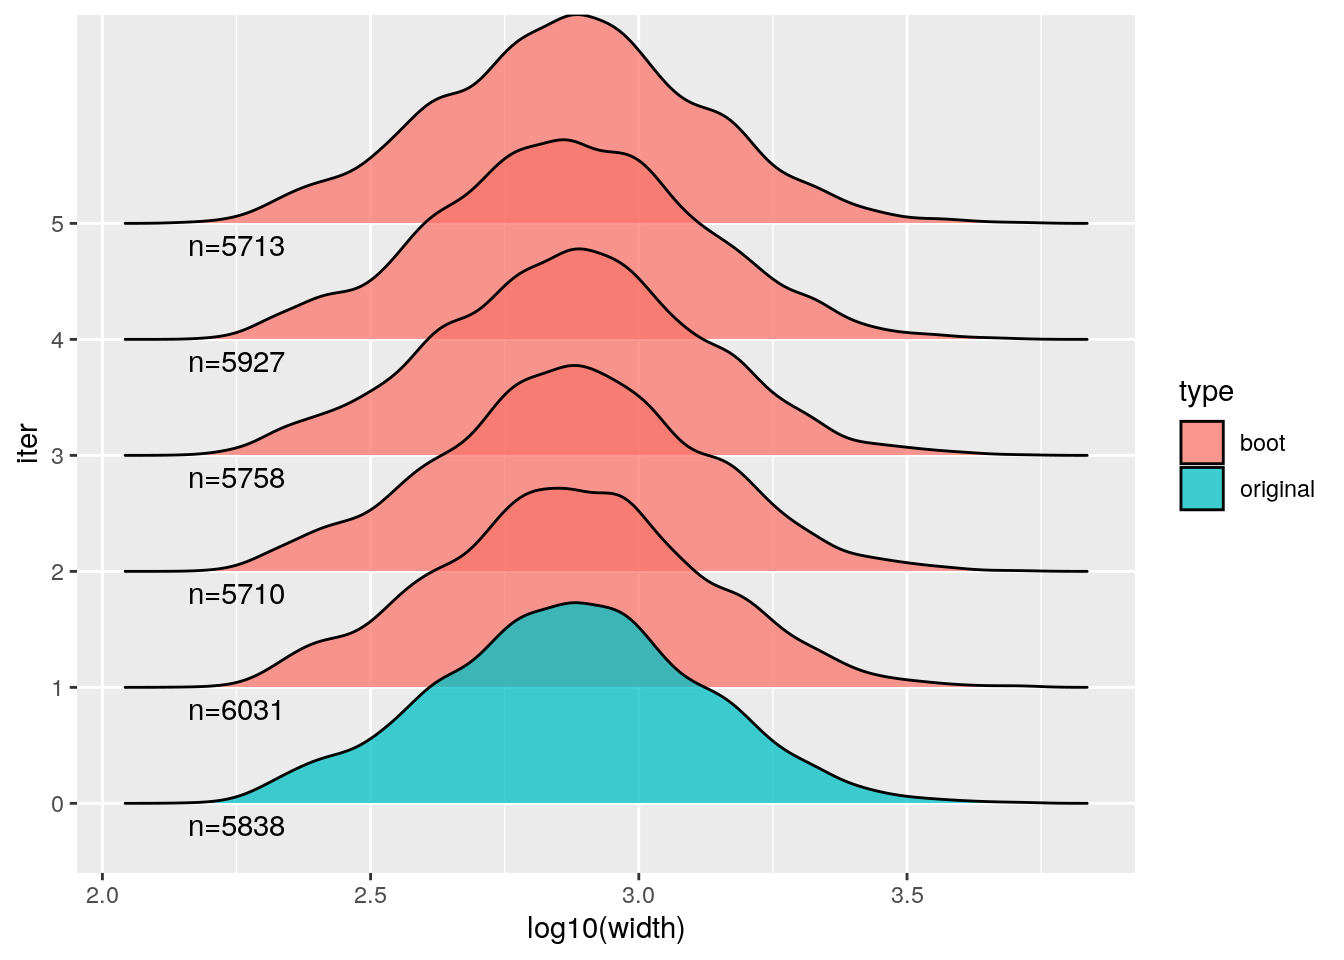 5
n=5713
4
n=5927
3
n=5758
2
n=5710
1
n=6031
0
n=5838
iter
2.0 2.5 3.0 3.5
log10(width)
type
boot
original